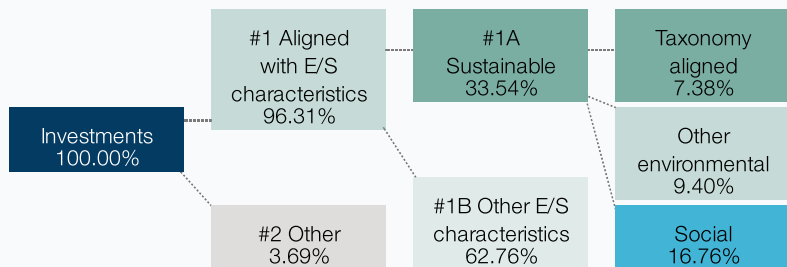 Investments
100.00%
#1 Aligned
with E/S
characteristics
96.31%
#2 Other
3.69%
#1A
Sustainable
33.54%
#1B Other E/S
characteristics
62.76%
Taxonomy
aligned
7.38%
Other
environmental
9.40%
Social
16.76%